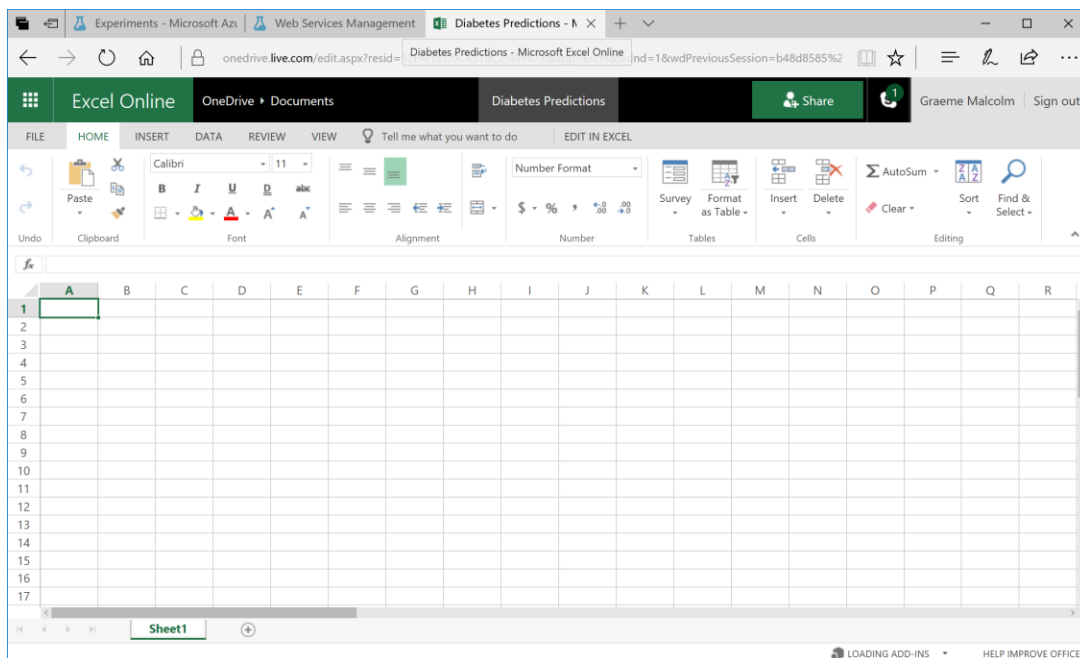 Experiments - Microsoft Azu Web Services Management Diabetes Predictions - M
Diabetes Predictions - Microsoft Excel Online
onedrive.live.com/edit.aspx?resid= nd=1&wdPreviousSession=b48d8585%2
Excel Online OneDrive Documents Diabetes Predictions Share 1 Graeme Malcolm Sign out
FILE HOME INSERT DATA REVIEW VIEW Tell me what you want to do EDIT IN EXCEL
Calibri 11 Number Format
Paste B I U D abc Survey Format as Table Insert Delete Σ AutoSum Sort Find & Select
A A A $ % , .0 .00 .00 .0 Clear
Undo Clipboard Font Alignment Number Tables Cells Editing
fx
A B C D E F G H I J K L M N O P Q R
1
2
3
4
5
6
7
8
9
10
11
12
13
14
15
16
17
Sheet1
LOADING ADD-INS HELP IMPROVE OFFICE